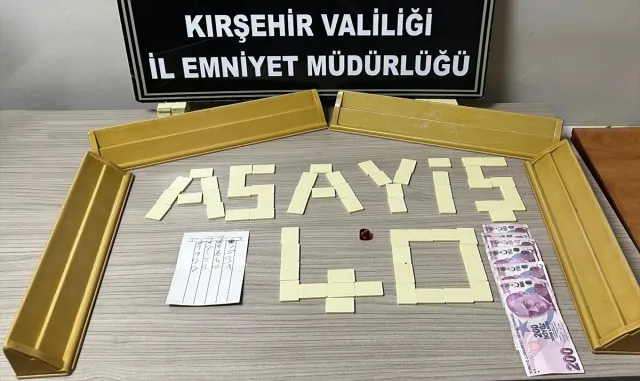 KIRŞEHİR VALİLİĞİ
İL EMNİYET MÜDÜRLÜĞÜ
ASAYİŞ
40
200
200